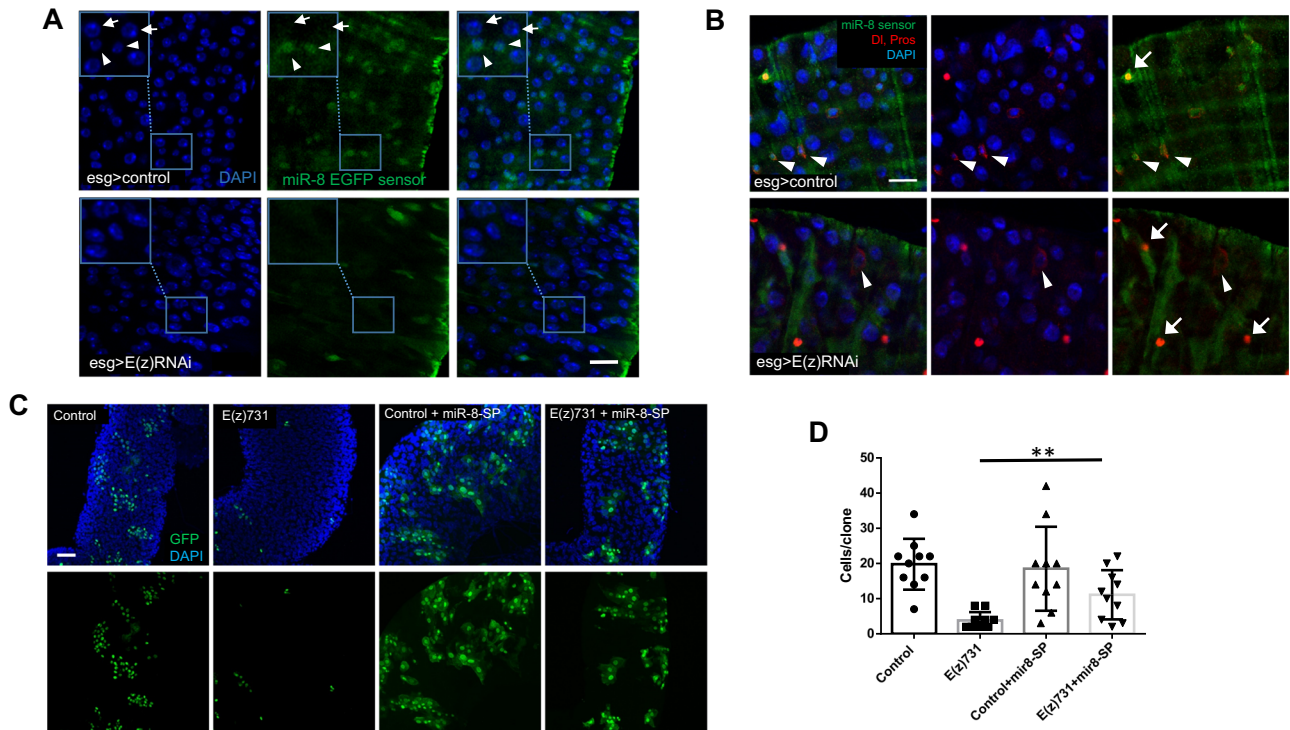 A
esg>control
DAPI
miR-8 EGFP sensor
esg>E(z)RNAi
B
miR-8 sensor
Dl, Pros
DAPI
esg>control
esg>E(z)RNAi
C
Control
E(z)731
Control + miR-8-SP
E(z)731 + miR-8-SP
GFP
DAPI
D
**
Cells/clone
50
40
30
20
10
0
Control
E(z)731
Control+mir8-SP
E(z)731+mir8-SP